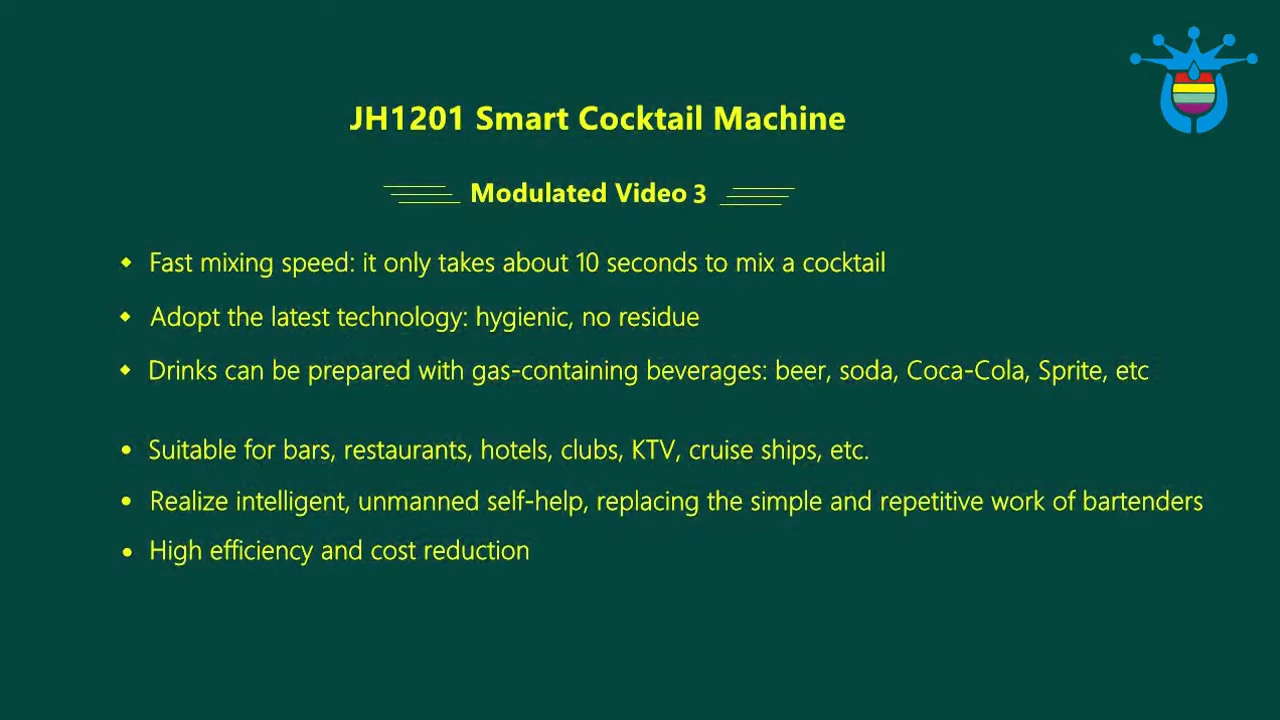 JH1201 Smart Cocktail Machine
Modulated Video 3
Fast mixing speed: it only takes about 10 seconds to mix a cocktail
Adopt the latest technology: hygienic, no residue
Drinks can be prepared with gas-containing beverages: beer, soda, Coca-Cola, Sprite, etc
Suitable for bars, restaurants, hotels, clubs, KTV, cruise ships, etc.
Realize intelligent, unmanned self-help, replacing the simple and repetitive work of bartenders
High efficiency and cost reduction